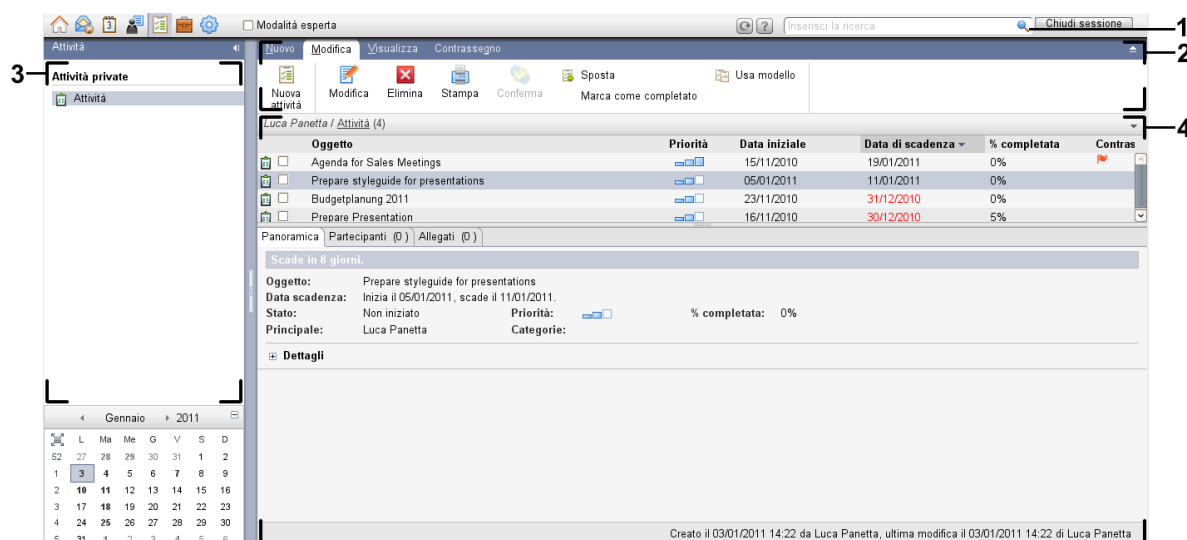 3 Modalità esperta ? Inserisci la ricerca Chiudi sessione 1
Attività Nuovo Modifica Visualizza Contrassegno 2
3 Attività private
Attività
Nuova attività Modifica Elimina Stampa Conferma Sposta Usa modello
Marca come completato
Luca Panetta / Attività (4) 4
Oggetto Priorità Data iniziale Data di scadenza % completata Contras
Agenda for Sales Meetings 15/11/2010 19/01/2011 0%
Prepare styleguide for presentations 05/01/2011 11/01/2011 0%
Budgetplanung 2011 23/11/2010 31/12/2010 0%
Prepare Presentation 16/11/2010 30/12/2010 5%
Panoramica Partecipanti (0 ) Allegati (0 )
Scade in 8 giorni.
Oggetto: Prepare styleguide for presentations
Data scadenza: Inizia il 05/01/2011, scade il 11/01/2011.
Stato: Non iniziato Priorità: % completata: 0%
Principale: Luca Panetta Categorie:
Dettagli
Gennaio 2011
L Ma Me G V S D
52 27 28 29 30 31 1 2
1 3 4 5 6 7 8 9
2 10 11 12 13 14 15 16
3 17 18 19 20 21 22 23
4 24 25 26 27 28 29 30
5 31 1 2 3 4 5 6
Creato il 03/01/2011 14:22 da Luca Panetta, ultima modifica il 03/01/2011 14:22 di Luca Panetta